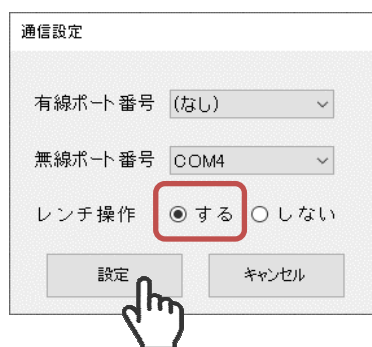 通信設定
有線ポート番号 (なし)
無線ポート番号 COM4
レンチ操作 する しない
設定 キャンセル